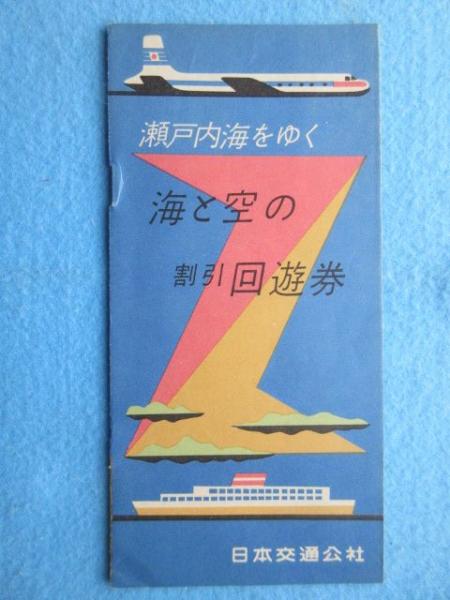 瀬戸内海をゆく
海と空の
割引回遊券
日本交通公社